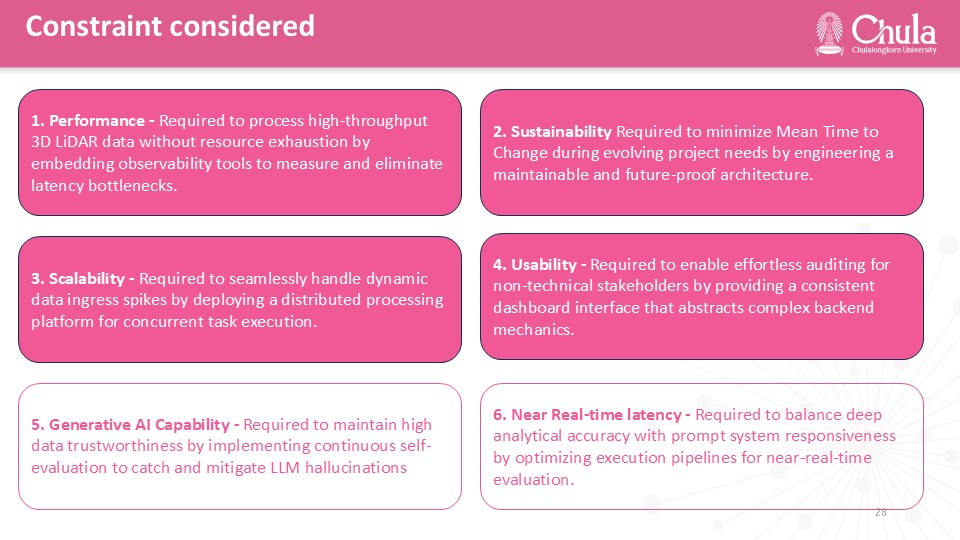 Constraint considered
Chula
Chulalongkorn University
1. Performance - Required to process high-throughput
3D LiDAR data without resource exhaustion by
embedding observability tools to measure and eliminate
latency bottlenecks.
2. Sustainability Required to minimize Mean Time to
Change during evolving project needs by engineering a
maintainable and future-proof architecture.
3. Scalability - Required to seamlessly handle dynamic
data ingress spikes by deploying a distributed processing
platform for concurrent task execution.
4. Usability - Required to enable effortless auditing for
non-technical stakeholders by providing a consistent
dashboard interface that abstracts complex backend
mechanics.
5. Generative AI Capability - Required to maintain high
data trustworthiness by implementing continuous self-
evaluation to catch and mitigate LLM hallucinations
6. Near Real-time latency - Required to balance deep
analytical accuracy with prompt system responsiveness
by optimizing execution pipelines for near-real-time
evaluation.
28